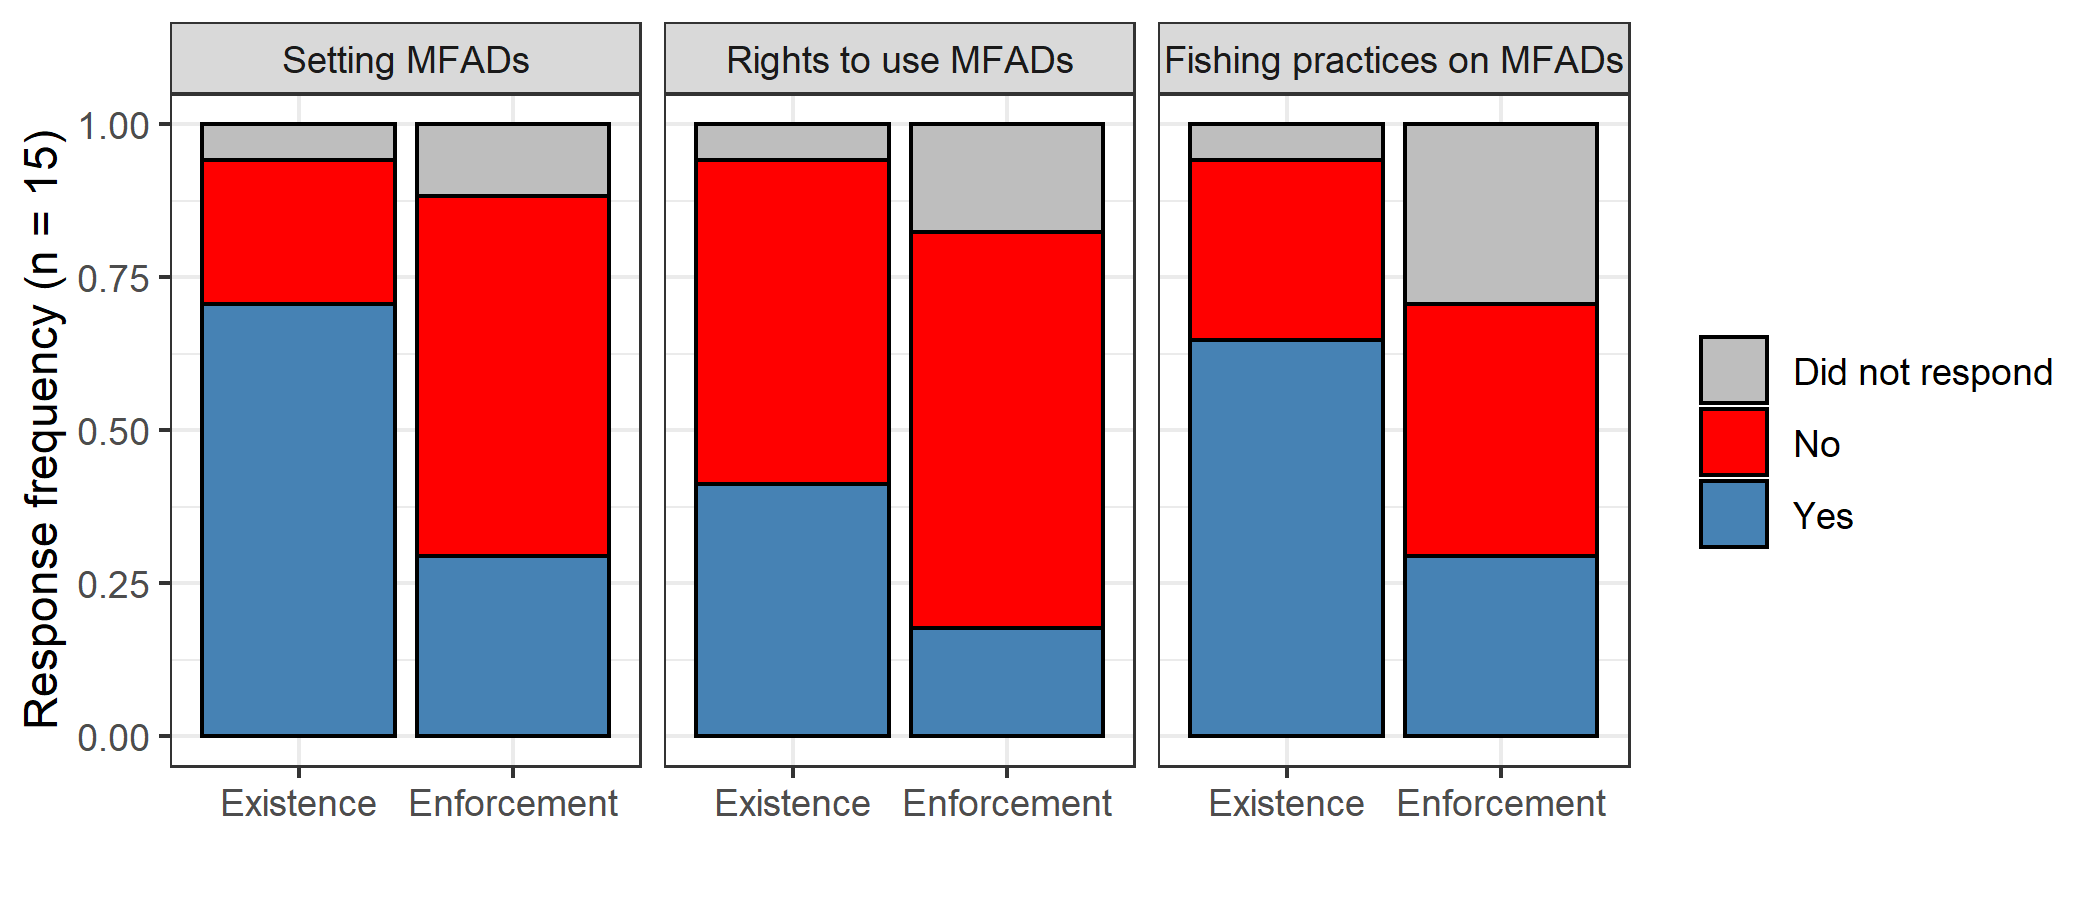 Setting MFADs
Rights to use MFADs
Fishing practices on MFADs
Response frequency (n = 15)
1.00
0.75
0.50
0.25
0.00
Existence
Enforcement
Existence
Enforcement
Existence
Enforcement
Did not respond
No
Yes